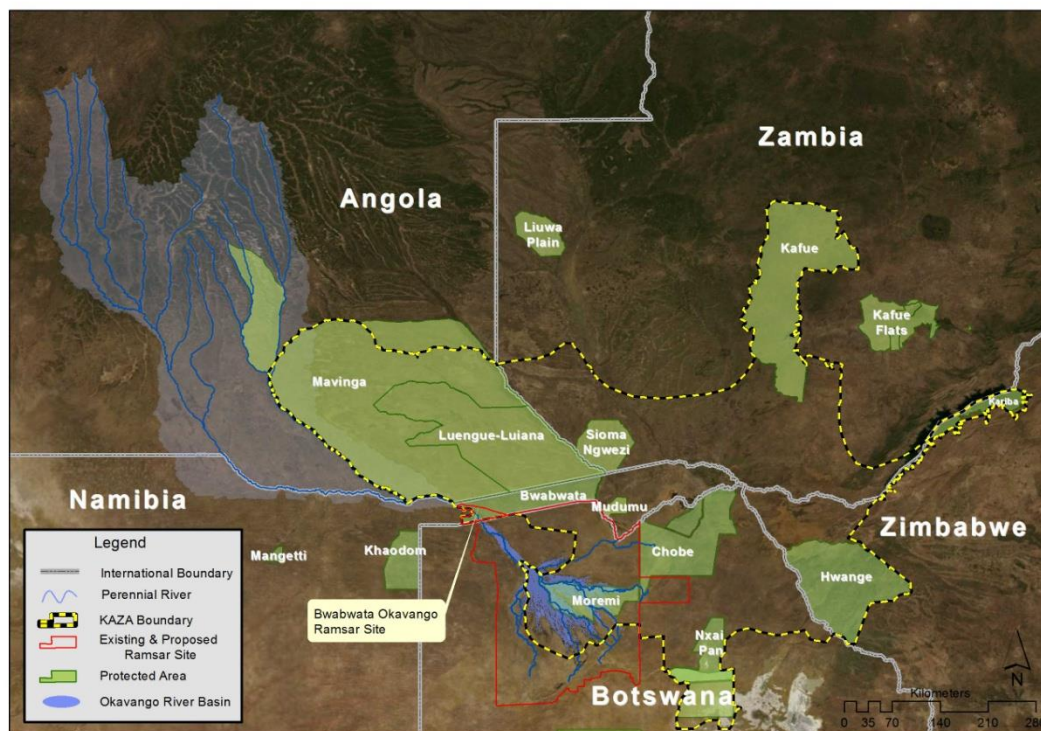 Zambia
Angola
Liuwa
Plain
Kafue
Kafue
Flats
Mavinga
Kariba
Luengue-Luiana
Sioma
Ngwezi
Namibia
Bwabwata
Mudumu
Zimbabwe
Mangetti
Khaodom
Chobe
Hwange
Moremi
Nxai
Pan
Botswana
Bwabwata Okavango
Ramsar Site
Legend
International Boundary
Perennial River
KAZA Boundary
Existing & Proposed
Ramsar Site
Protected Area
Okavango River Basin
N
Kilometers
0 35 70 140 210 280